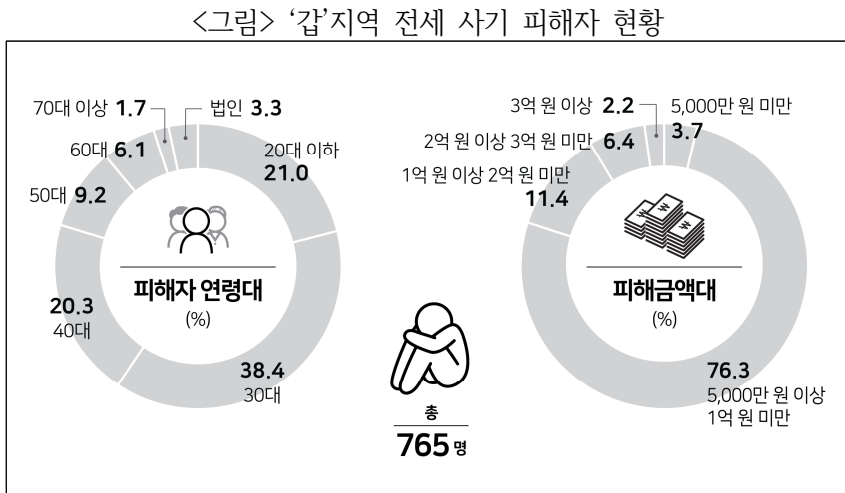 <그림> ‘갑’지역 전세 사기 피해자 현황
70대 이상 1.7
법인 3.3
60대 6.1
20대 이하
21.0
50대 9.2
피해자 연령대
(%)
20.3
40대
38.4
30대
3억 원 이상 2.2
5,000만 원 미만
3.7
2억 원 이상 3억 원 미만 6.4
1억 원 이상 2억 원 미만
11.4
피해금액대
(%)
76.3
5,000만 원 이상
1억 원 미만
총
765 명